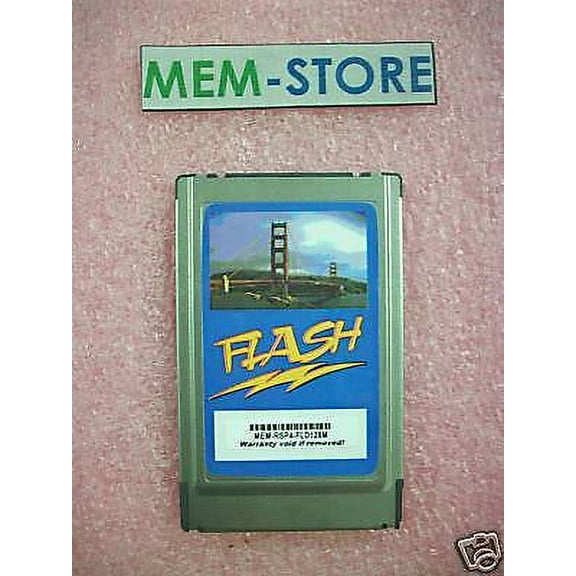 MEM-STORE
FLASH
MEM-RSP4-FLD128M
Warranty void if removed!